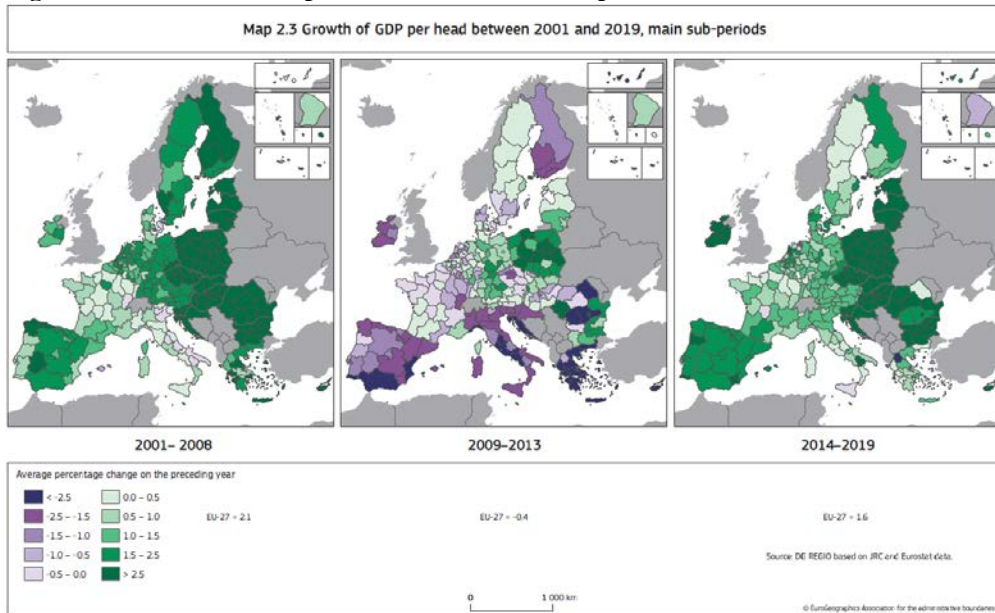 Map 2.3 Growth of GDP per head between 2001 and 2019, main sub-periods
2001– 2008
2009–2013
2014–2019
Average percentage change on the preceding year
< -2.5
-2.5 – -1.5
-1.5 – -1.0
-1.0 – -0.5
-0.5 – 0.0
0.0 – 0.5
0.5 – 1.0
1.0 – 1.5
1.5 – 2.5
> 2.5
EU-27 = 2.1
EU-27 = -0.4
EU-27 = 1.6
Source: DG REGIO based on JRC and Eurostat data.
0 1 000 km
© EuroGeographics Association for the administrative boundaries